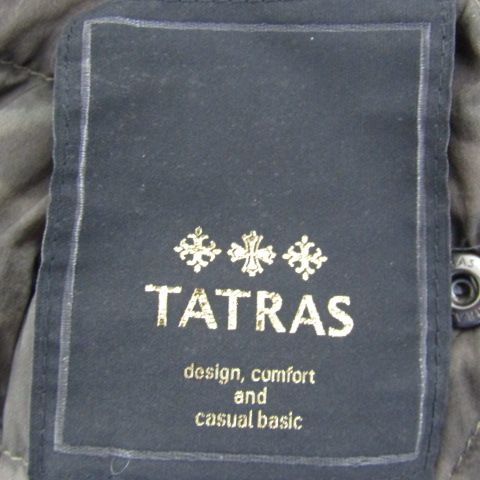 TATRAS
design, comfort
and
casual basic